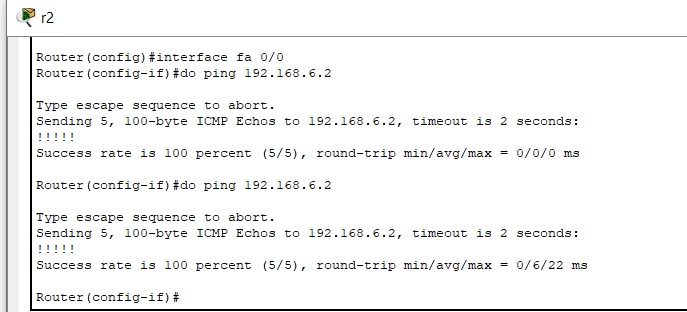 r2
Router(config)#interface fa 0/0
Router(config-if)#do ping 192.168.6.2
Type escape sequence to abort.
Sending 5, 100-byte ICMP Echos to 192.168.6.2, timeout is 2 seconds:
!!!!!
Success rate is 100 percent (5/5), round-trip min/avg/max = 0/0/0 ms
Router(config-if)#do ping 192.168.6.2
Type escape sequence to abort.
Sending 5, 100-byte ICMP Echos to 192.168.6.2, timeout is 2 seconds:
!!!!!
Success rate is 100 percent (5/5), round-trip min/avg/max = 0/6/22 ms
Router(config-if)#